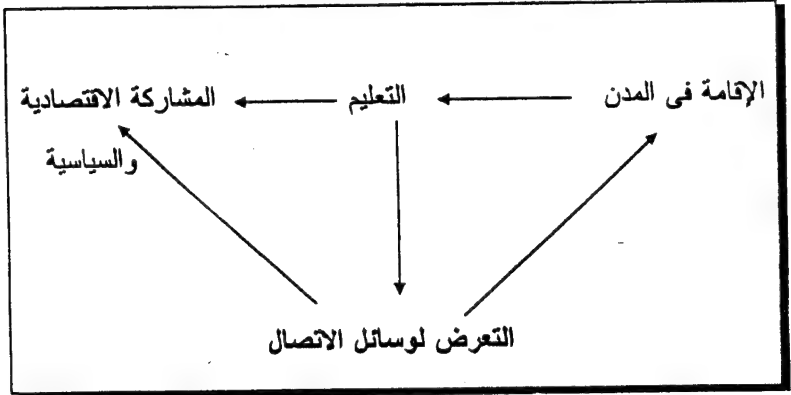 الإقامة فى المدن
التعليم
المشاركة الاقتصادية
والسياسية
التعرض لوسائل الاتصال